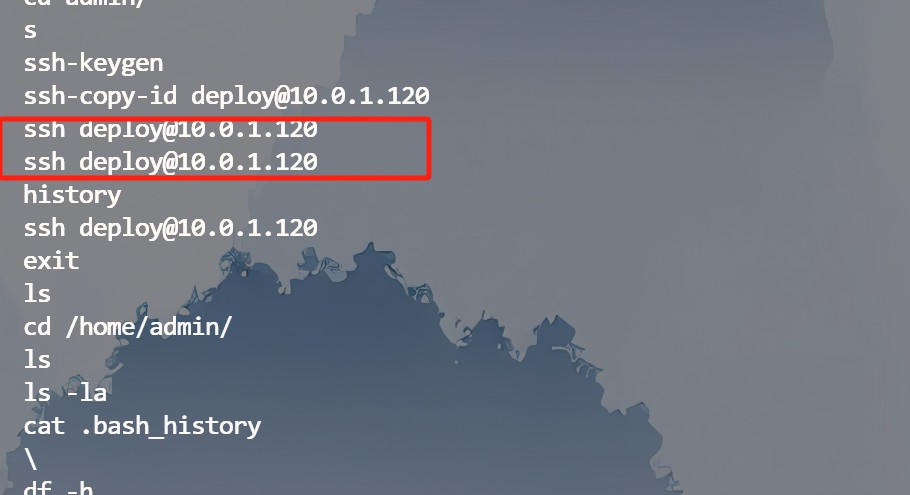 cd admin/
s
ssh-keygen
ssh-copy-id deploy@10.0.1.120
ssh deploy@10.0.1.120
ssh deploy@10.0.1.120
history
ssh deploy@10.0.1.120
exit
ls
cd /home/admin/
ls
ls -la
cat .bash_history
\
df -h